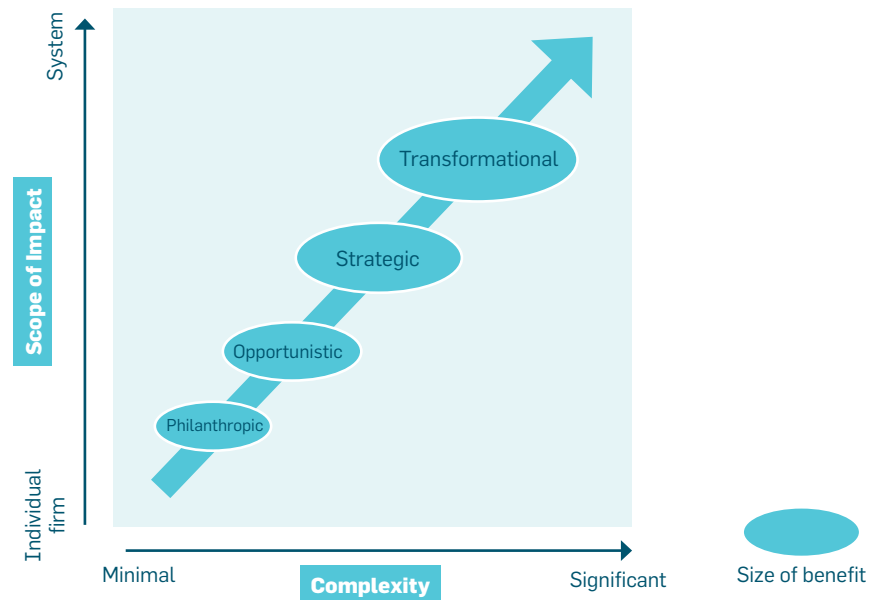 System
Scope of Impact
Individual
firm
Transformational
Strategic
Opportunistic
Philanthropic
Minimal
Complexity
Significant
Size of benefit